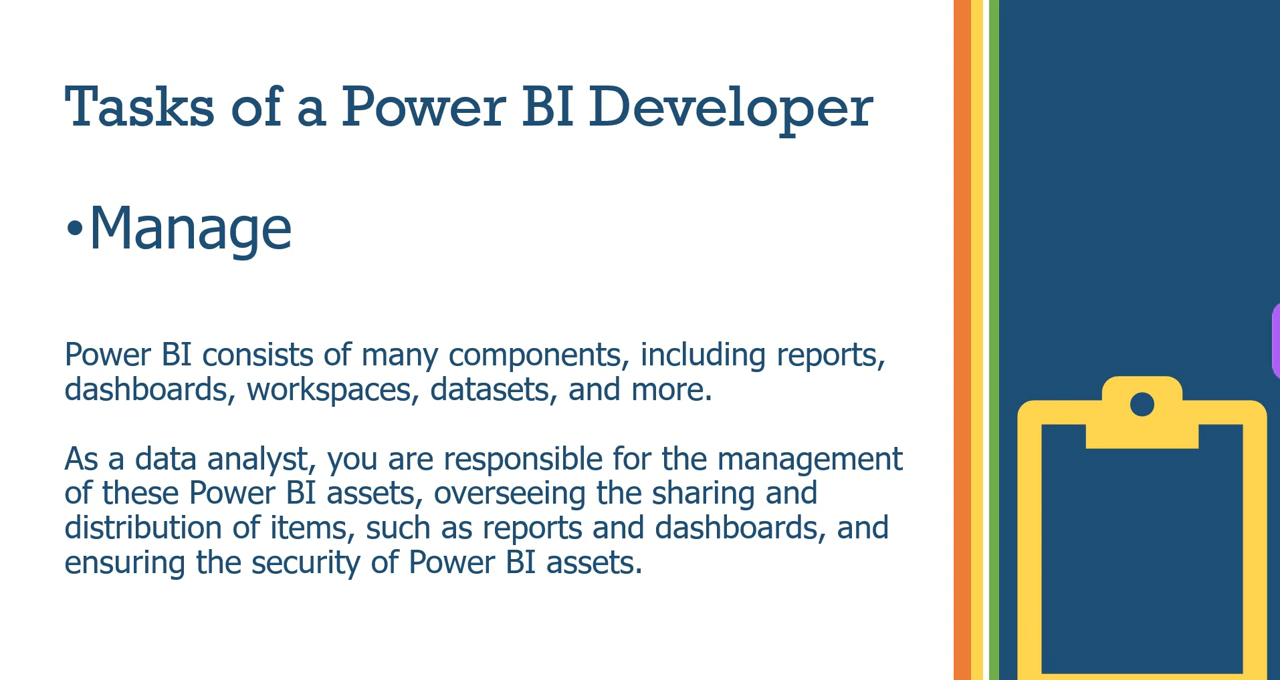 Tasks of a Power BI Developer
•Manage
Power BI consists of many components, including reports,
dashboards, workspaces, datasets, and more.
As a data analyst, you are responsible for the management
of these Power BI assets, overseeing the sharing and
distribution of items, such as reports and dashboards, and
ensuring the security of Power BI assets.